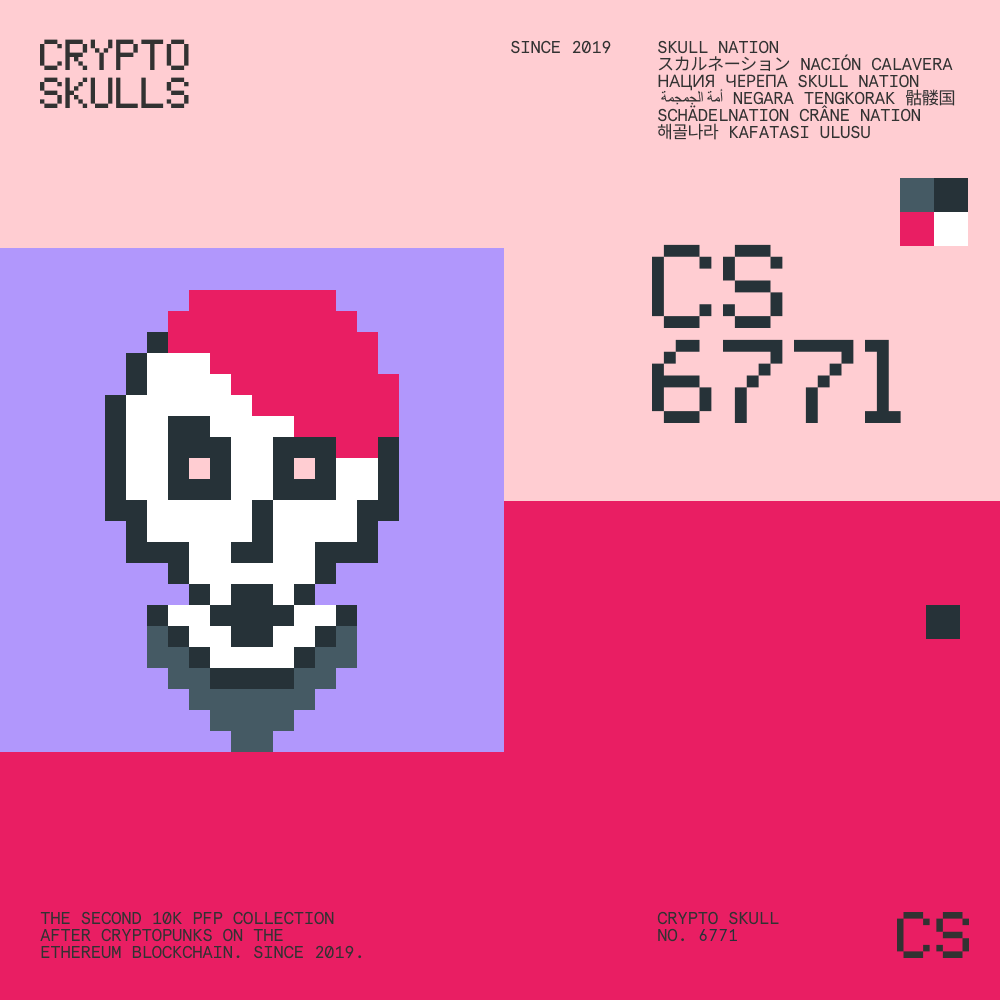 CRYPTO
SKULLS
SINCE 2019
SKULL NATION
スカルネーション NACIÓN CALAVERA
НАЦИЯ ЧЕРЕПА SKULL NATION
أمة الجمجمة NEGARA TENGKORAK 骷髅国
SCHÄDELNATION CRÂNE NATION
해골나라 KAFATASI ULUSU
CS
6771
THE SECOND 10K PFP COLLECTION
AFTER CRYPTOPUNKS ON THE
ETHEREUM BLOCKCHAIN. SINCE 2019.
CRYPTO SKULL
NO. 6771
CS